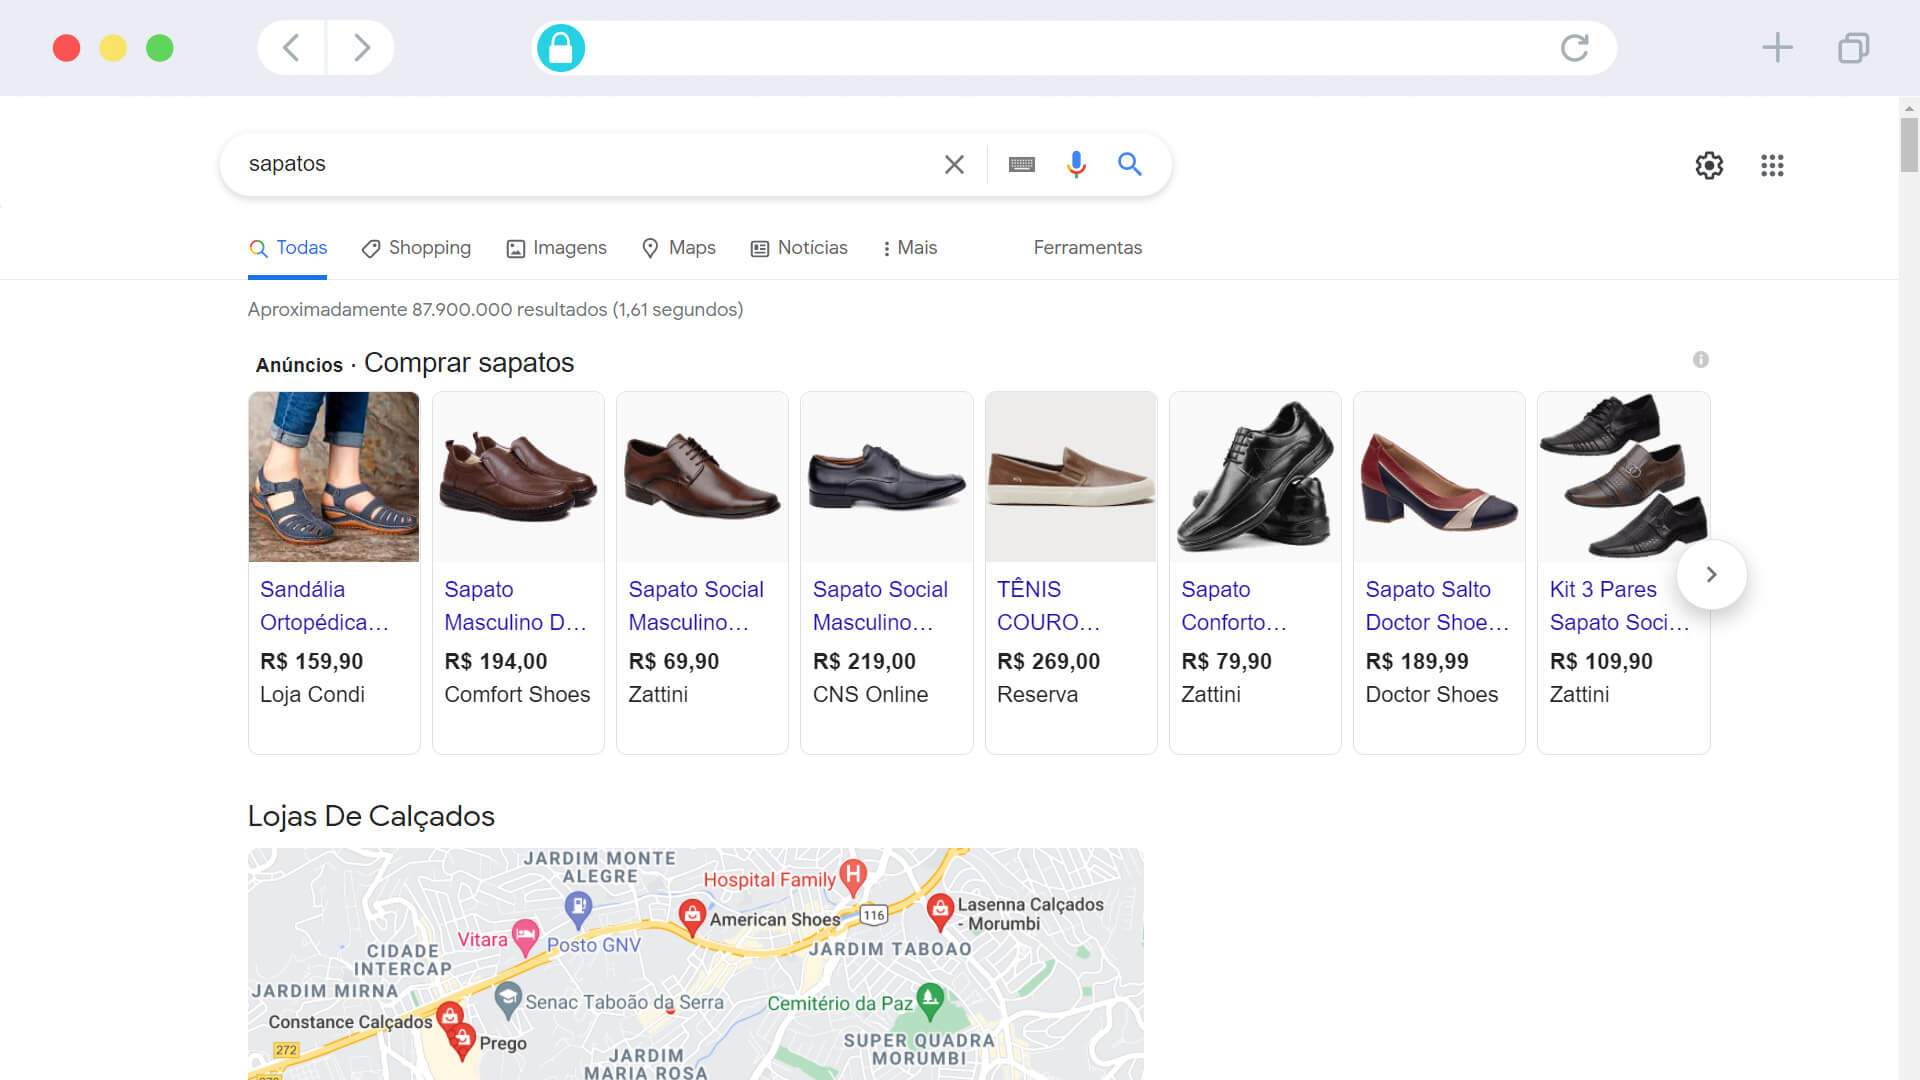 sapatos
Todas
Shopping
Imagens
Maps
Notícias
Mais
Ferramentas
Aproximadamente 87.900.000 resultados (1,61 segundos)
Anúncios · Comprar sapatos
Sandália
Ortopédica...
R$ 159,90
Loja Condi
Sapato
Masculino D...
R$ 194,00
Comfort Shoes
Sapato Social
Masculino...
R$ 69,90
Zattini
Sapato Social
Masculino...
R$ 219,00
CNS Online
TÊNIS
COURO...
R$ 269,00
Reserva
Sapato
Conforto...
R$ 79,90
Zattini
Sapato Salto
Doctor Shoe...
R$ 189,99
Doctor Shoes
Kit 3 Pares
Sapato Soci...
R$ 109,90
Zattini
Lojas De Calçados
JARDIM MONTE
ALEGRE
Hospital Family
H
American Shoes
116
Lasenna Calçados
- Morumbi
Vitara
Posto GNV
JARDIM TABOAO
CIDADE
INTERCAP
JARDIM MIRNA
Senac Taboão da Serra
Cemitério da Paz
Constance Calçados
Prego
272
SUPER QUADRA
MORUMBI
JARDIM
MARIA ROSA